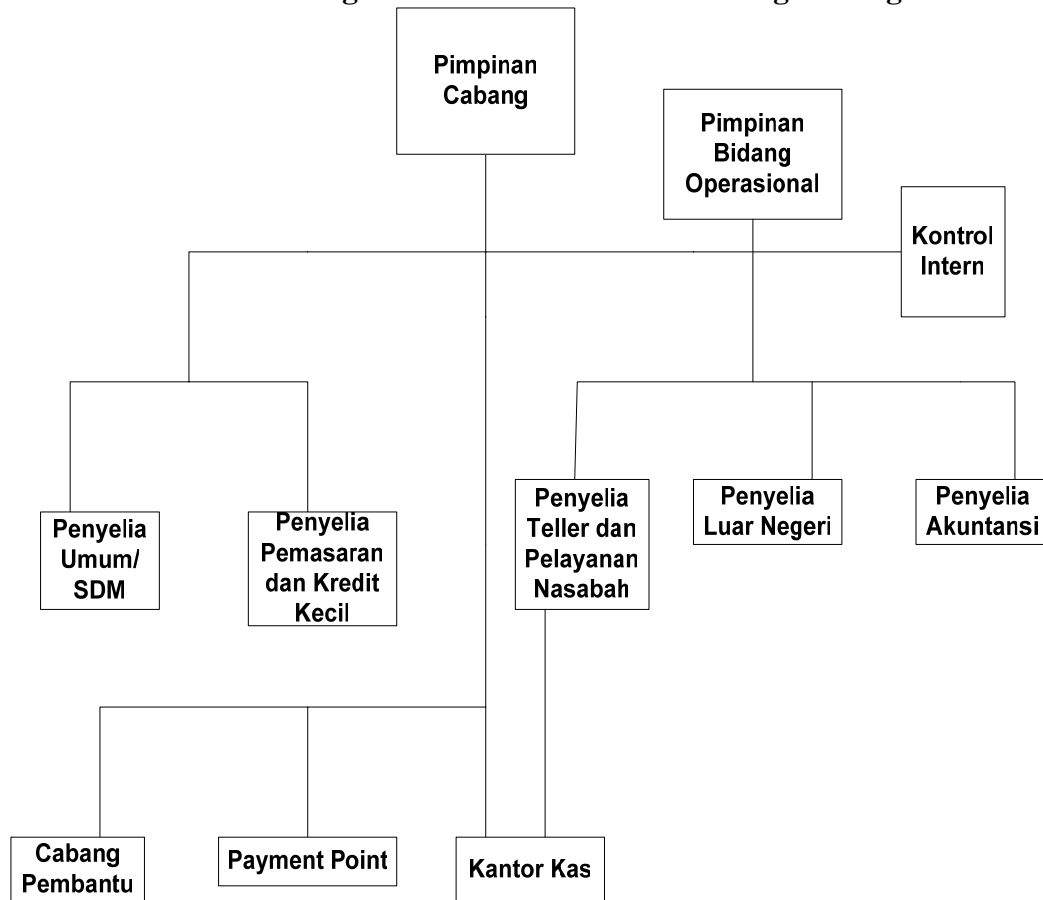 Pimpinan
Cabang
Pimpinan
Bidang
Operasional
Kontrol
Intern
Penyelia
Umum/
SDM
Penyelia
Pemasaran
dan Kredit
Kecil
Penyelia
Teller dan
Pelayanan
Nasabah
Penyelia
Luar Negeri
Penyelia
Akuntansi
Cabang
Pembantu
Payment Point
Kantor Kas